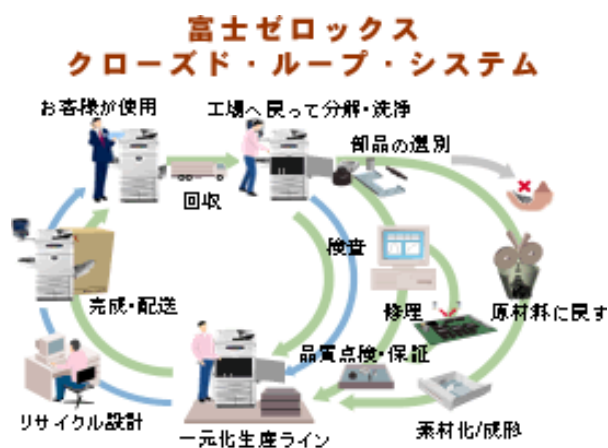 富士ゼロックス
クローズド・ループ・システム
お客様が使用
工場へ戻って分解・洗浄
部品の選別
回収
検査
完成・配送
修理
原材料に戻す
品質点検・保証
リサイクル設計
一元化生産ライン
素材化/成形